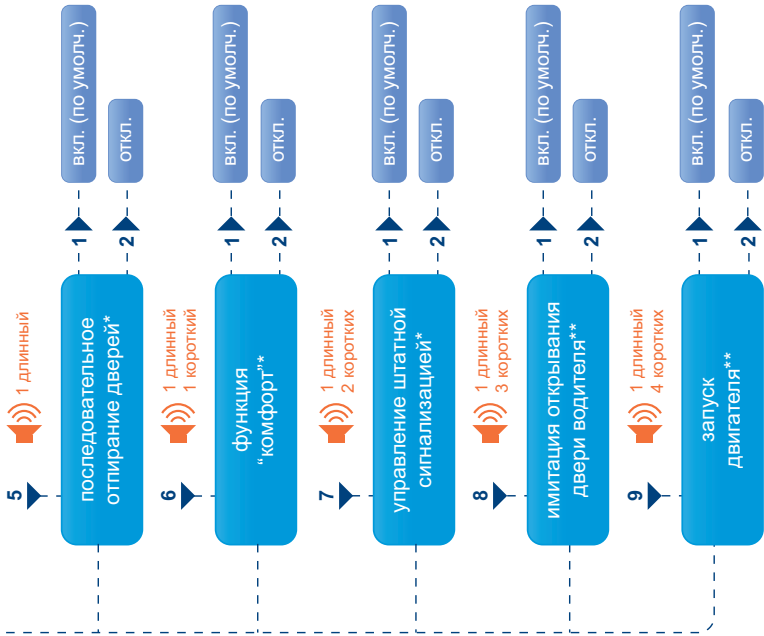 5
1 длинный
последовательное
отпирание дверей*
1
вкл. (по умолч.)
2
откл.
6
1 длинный
1 короткий
функция
“комфорт”*
1
вкл. (по умолч.)
2
откл.
7
1 длинный
2 коротких
управление штатной
сигнализацией*
1
вкл. (по умолч.)
2
откл.
8
1 длинный
3 коротких
имитация открывания
двери водителя**
1
вкл. (по умолч.)
2
откл.
9
1 длинный
4 коротких
запуск
двигателя**
1
вкл. (по умолч.)
2
откл.